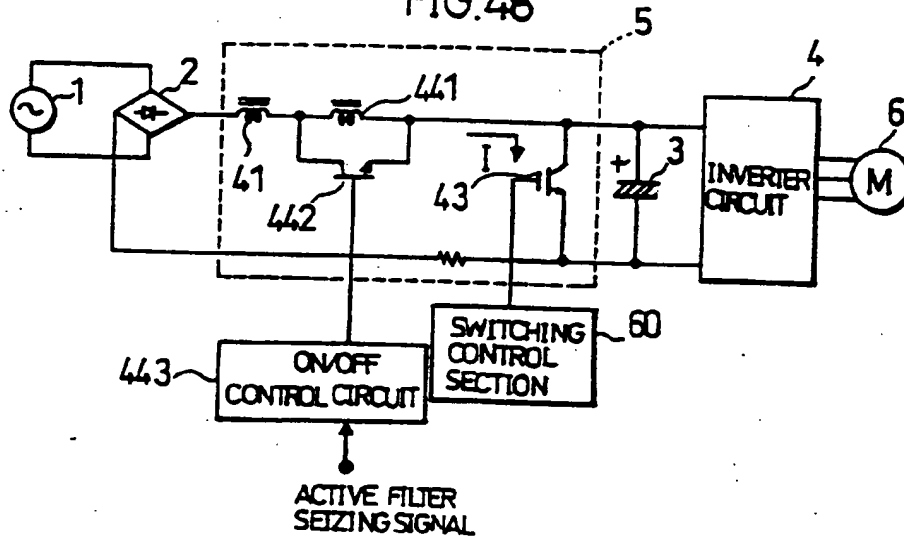 FIG.48
5
4
1
2
441
6
41
442
I
43
+
3
INVERTER
CIRCUIT
M
SWITCHING
CONTROL
SECTION
60
443
ON/OFF
CONTROL CIRCUIT
ACTIVE FILTER
SEIZING SIGNAL